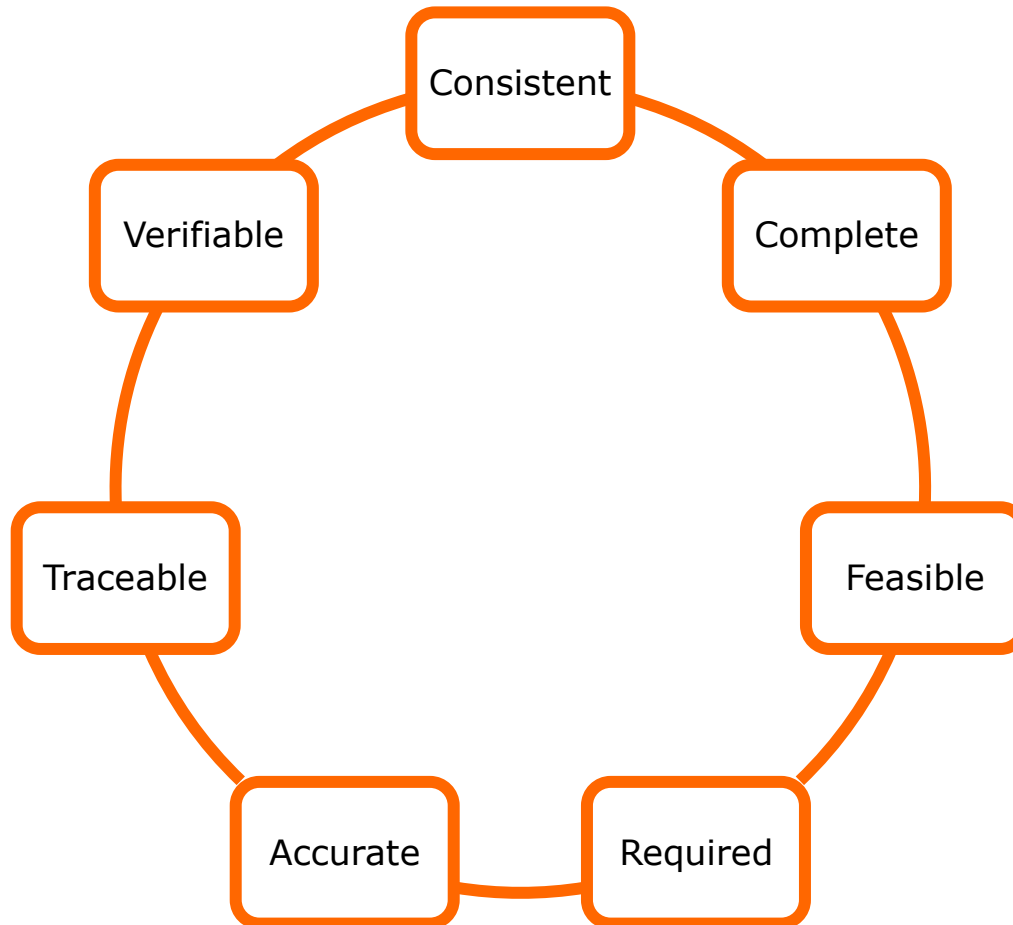 Consistent
Complete
Feasible
Required
Accurate
Traceable
Verifiable